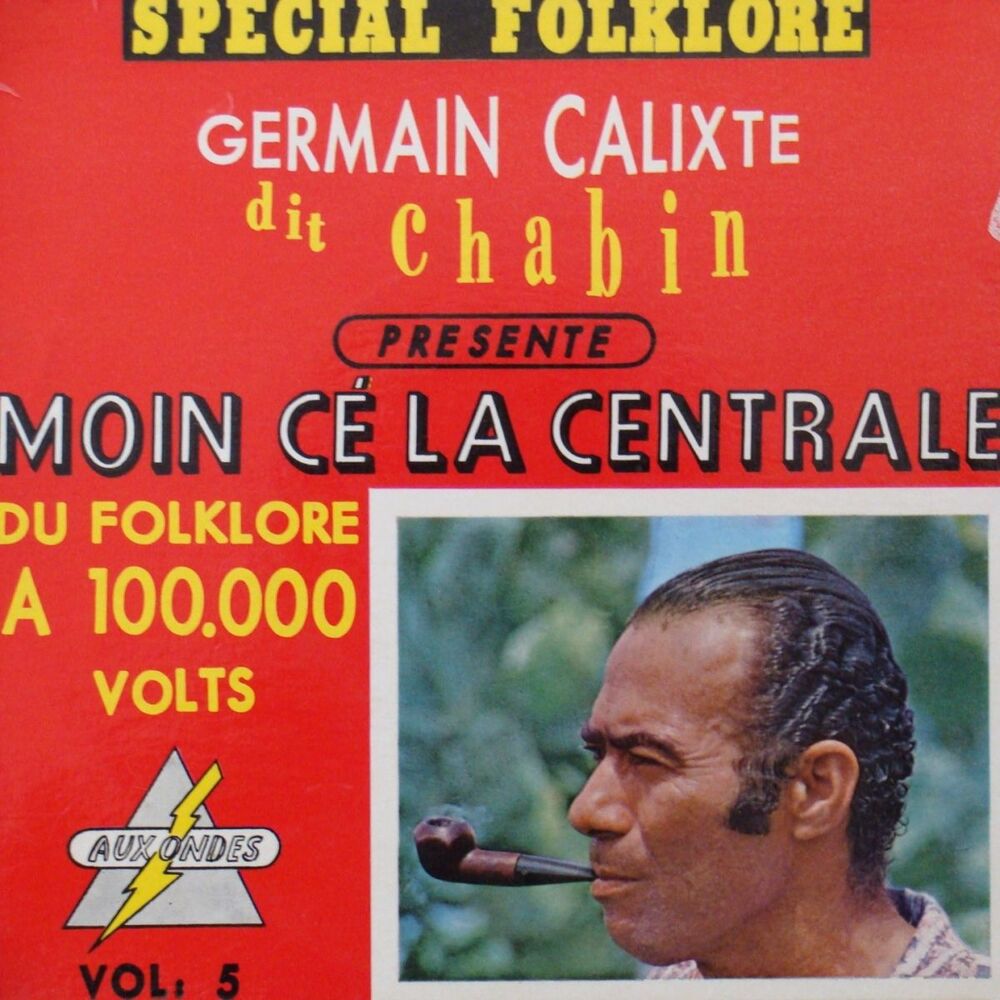 SPECIAL FOLKLORE
GERMAIN CALIXTE
dit chabin
PRESENTE
MOIN CÉ LA CENTRALE
DU FOLKLORE
A 100.000
VOLTS
AUX ONDES
VOL: 5